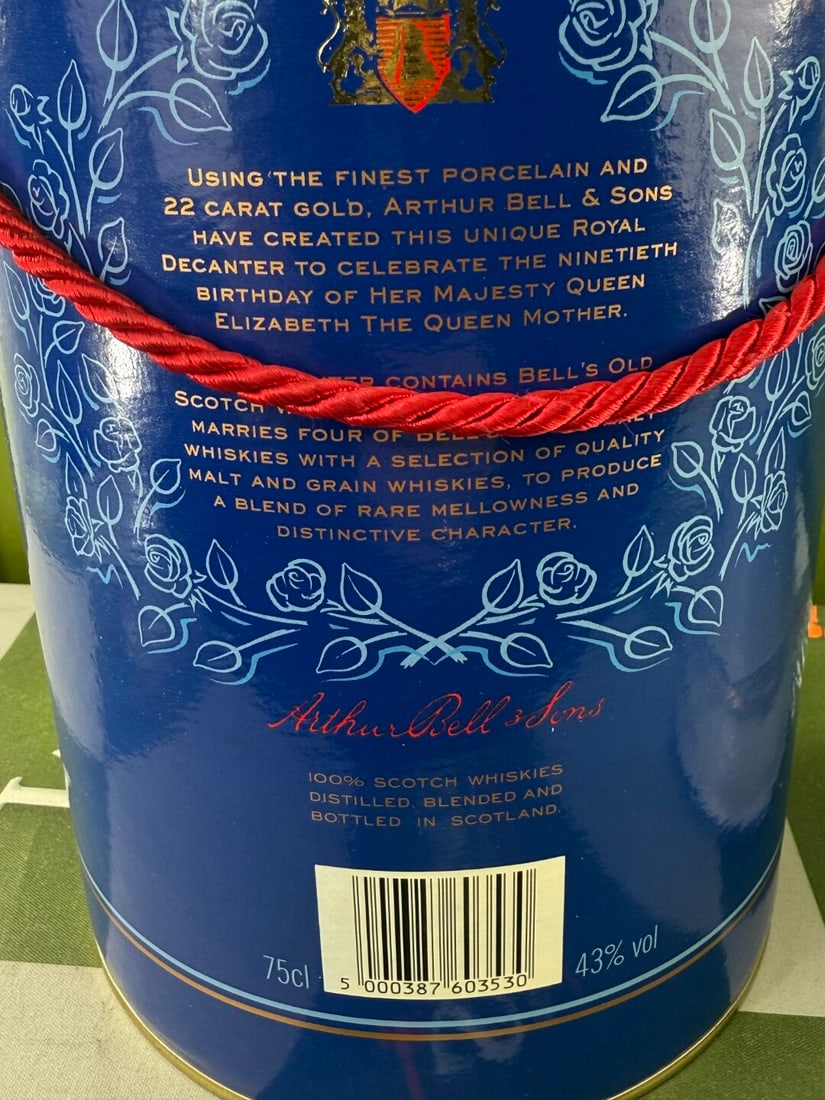 USING THE FINEST PORCELAIN AND
22 CARAT GOLD, ARTHUR BELL & SONS
HAVE CREATED THIS UNIQUE ROYAL
DECANTER TO CELEBRATE THE NINETIETH
BIRTHDAY OF HER MAJESTY QUEEN
ELIZABETH THE QUEEN MOTHER.
CONTAINS BELL'S OLD
SCOTCH
MARRIES FOUR OF BELL'S
WHISKIES WITH A SELECTION OF QUALITY
MALT AND GRAIN WHISKIES, TO PRODUCE
A BLEND OF RARE MELLOWNESS AND
DISTINCTIVE CHARACTER.
Arthur Bell & Sons
100% SCOTCH WHISKIES
DISTILLED, BLENDED AND
BOTTLED IN SCOTLAND.
75cl
5 000387 603530
43% vol